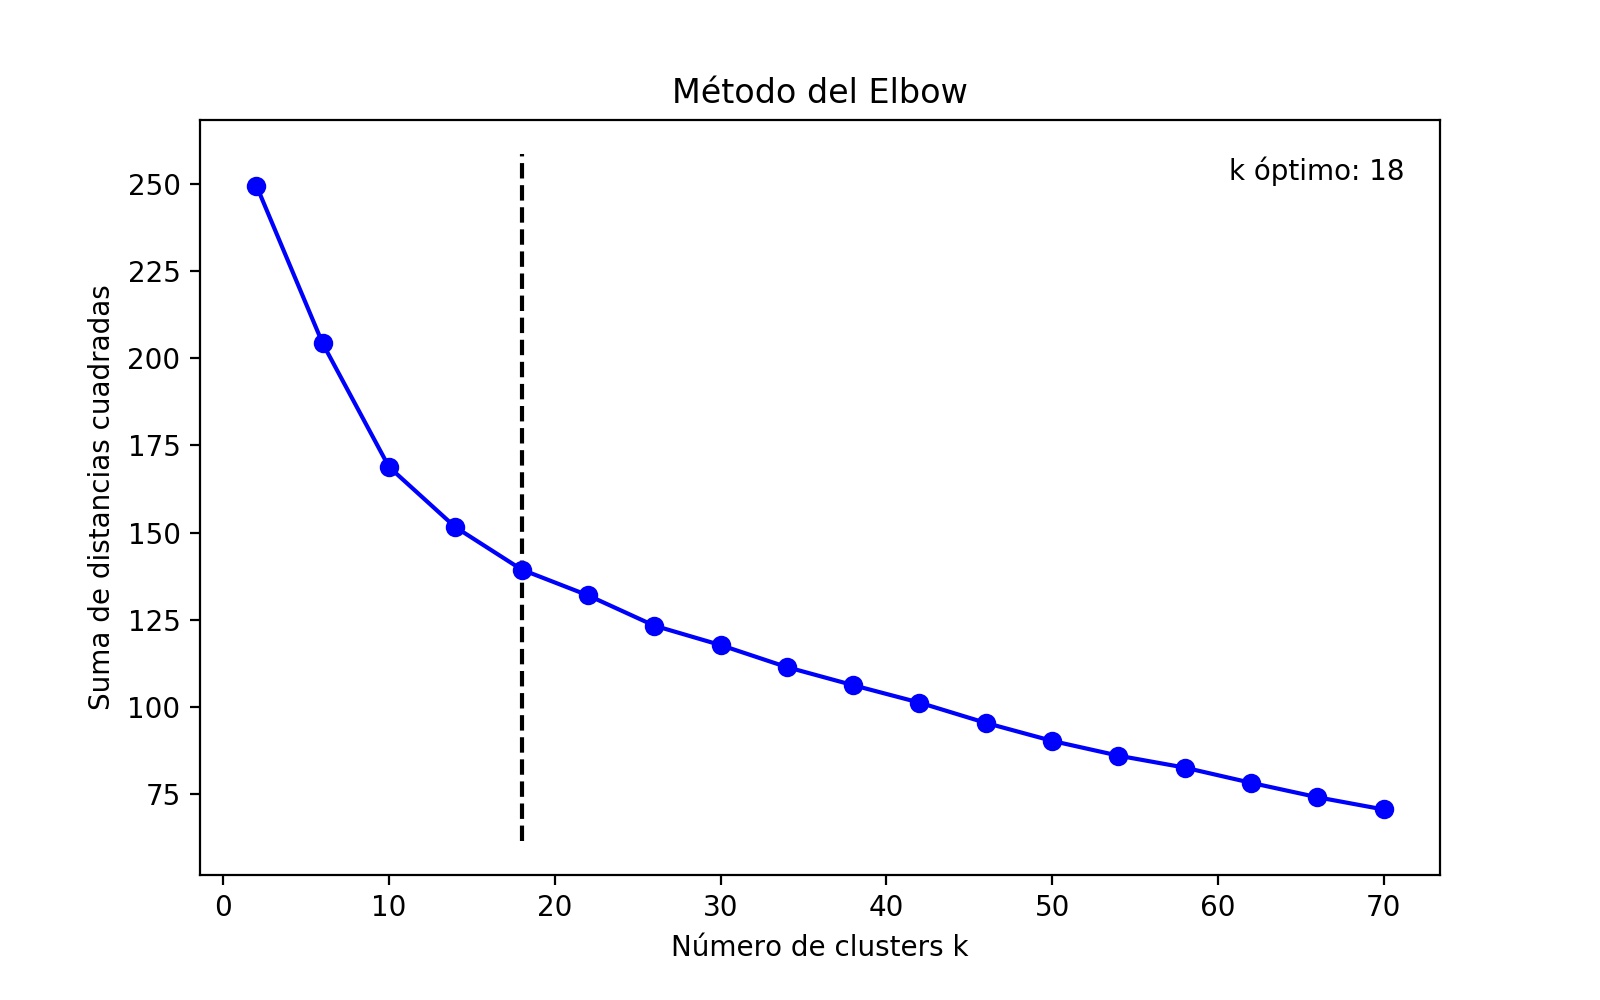 Método del Elbow
k óptimo: 18
Suma de distancias cuadradas
250
225
200
175
150
125
100
75
0 10 20 30 40 50 60 70
Número de clusters k